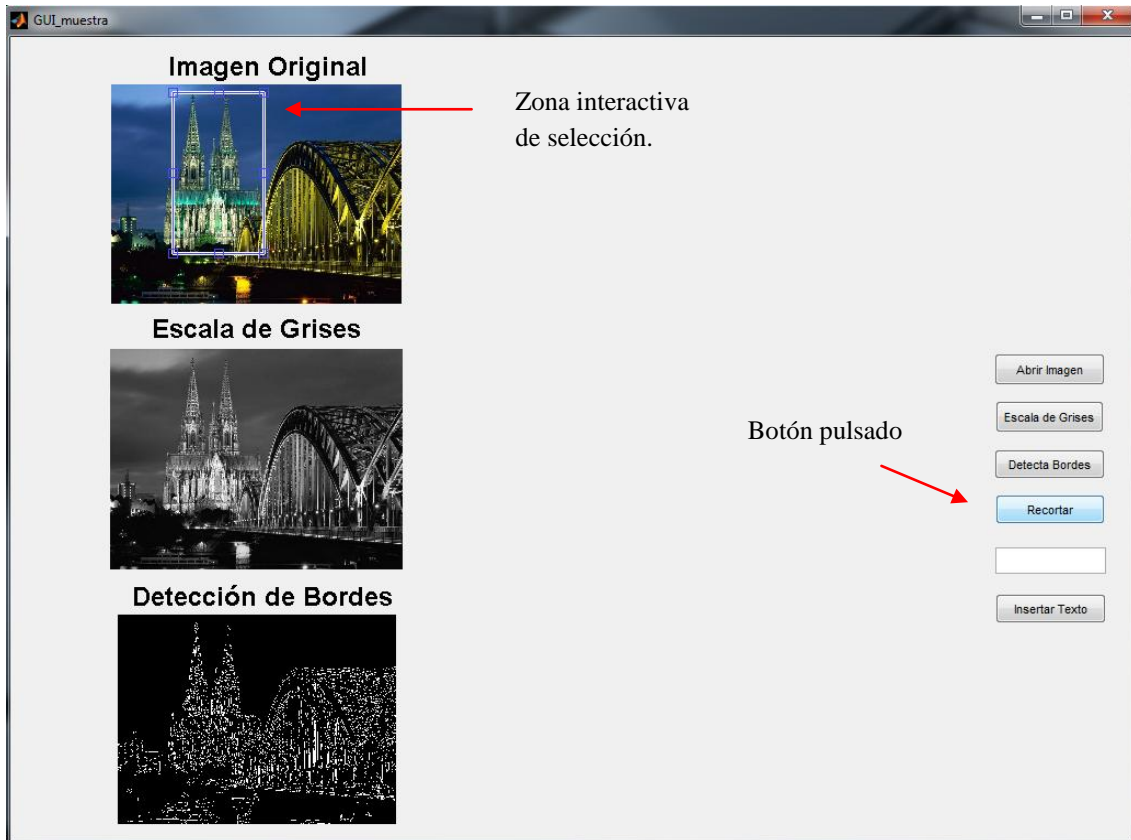 GUI_muestra
Imagen Original
Zona interactiva
de selección.
Escala de Grises
Abrir Imagen
Escala de Grises
Botón pulsado
Detecta Bordes
Recortar
Detección de Bordes
Insertar Texto